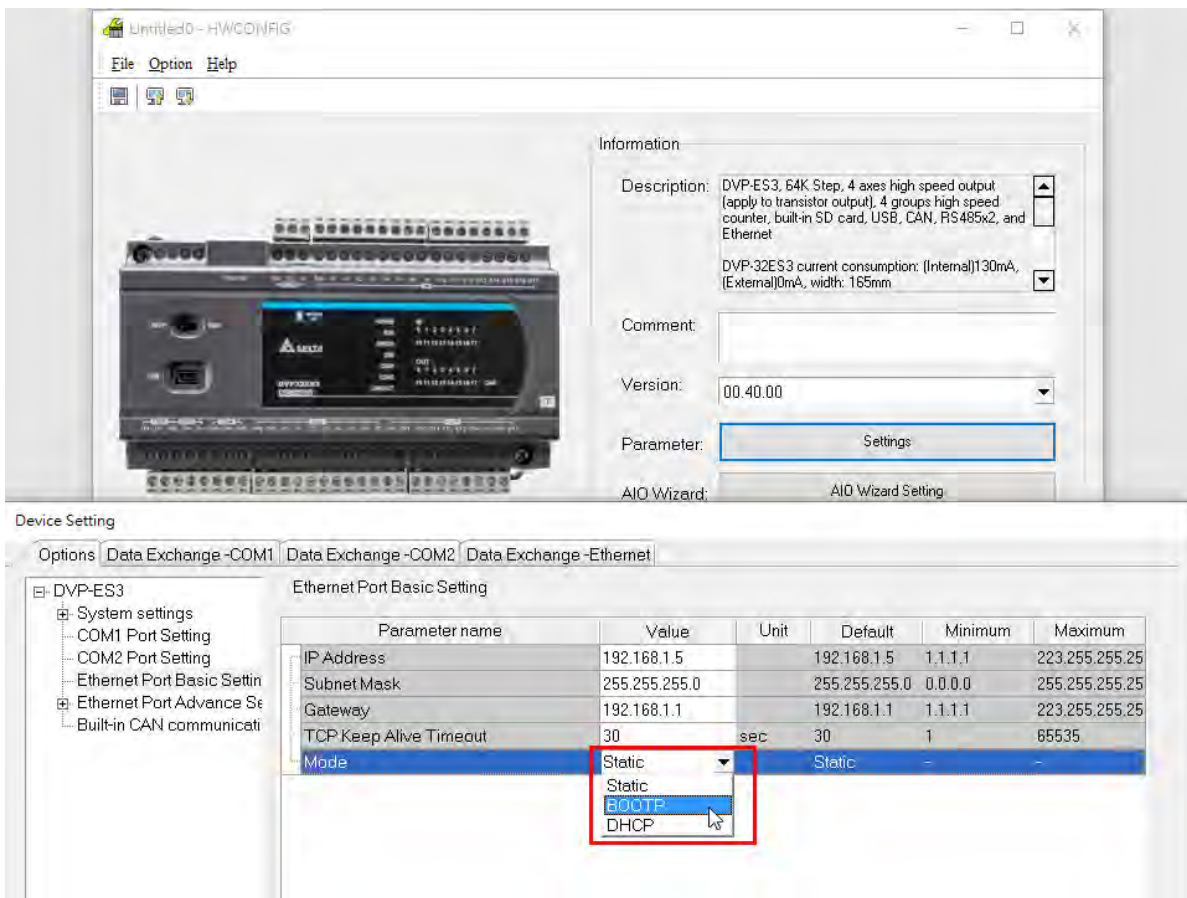 Untitled0 - HWCONFIG
File Option Help
Information
Description:
DVP-ES3, 64K Step, 4 axes high speed output
(apply to transistor output), 4 groups high speed
counter, built-in SD card, USB, CAN, RS485x2, and
Ethernet
DVP-32ES3 current consumption: (Internal)130mA,
(External)0mA, width: 165mm
Comment:
Version: 00.40.00
Parameter: Settings
AIO Wizard: AIO Wizard Setting
DELTA
Device Setting
Options Data Exchange -COM1 Data Exchange -COM2 Data Exchange -Ethernet
DVP-ES3
System settings
COM1 Port Setting
COM2 Port Setting
Ethernet Port Basic Settin
Ethernet Port Advance Se
Built-in CAN communicati
Ethernet Port Basic Setting
Parameter name Value Unit Default Minimum Maximum
IP Address 192.168.1.5 192.168.1.5 1.1.1.1 223.255.255.25
Subnet Mask 255.255.255.0 255.255.255.0 0.0.0.0 255.255.255.25
Gateway 192.168.1.1 192.168.1.1 1.1.1.1 223.255.255.25
TCP Keep Alive Timeout 30 sec 30 1 65535
Mode Static Static - -
Static
BOOTP
DHCP